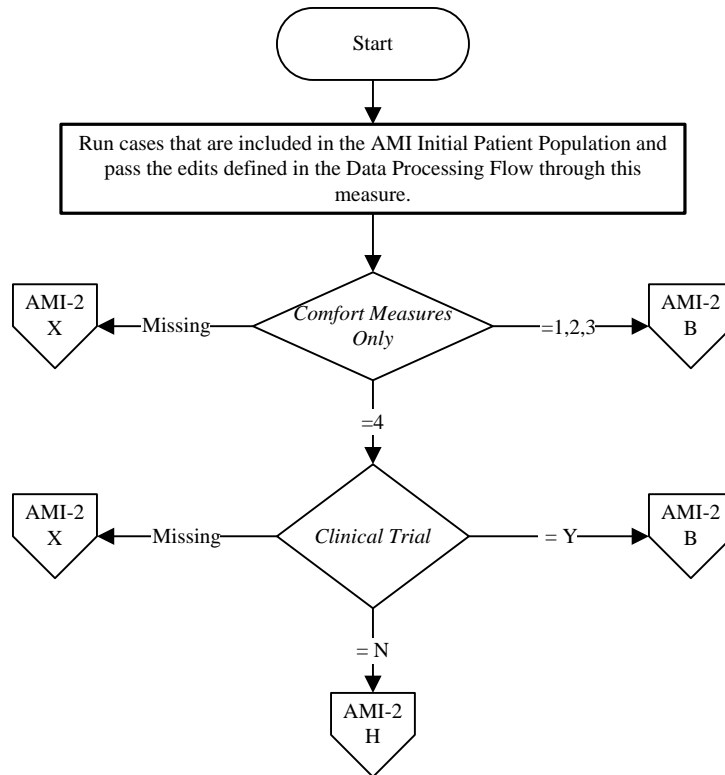 Start
Run cases that are included in the AMI Initial Patient Population and
pass the edits defined in the Data Processing Flow through this
measure.
AMI-2
X
Missing
Comfort Measures
Only
=1,2,3
AMI-2
B
=4
AMI-2
X
Missing
Clinical Trial
= Y
AMI-2
B
= N
AMI-2
H